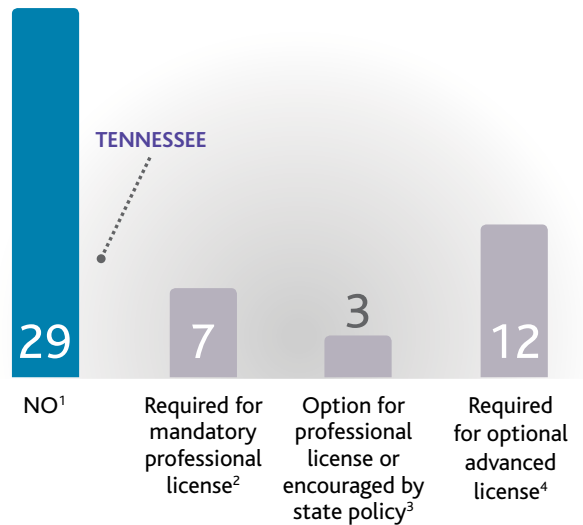 TENNESSEE
29
7
3
12
NO¹
Required for
mandatory
professional
license²
Option for
professional
license or
encouraged by
state policy³
Required
for optional
advanced
license⁴